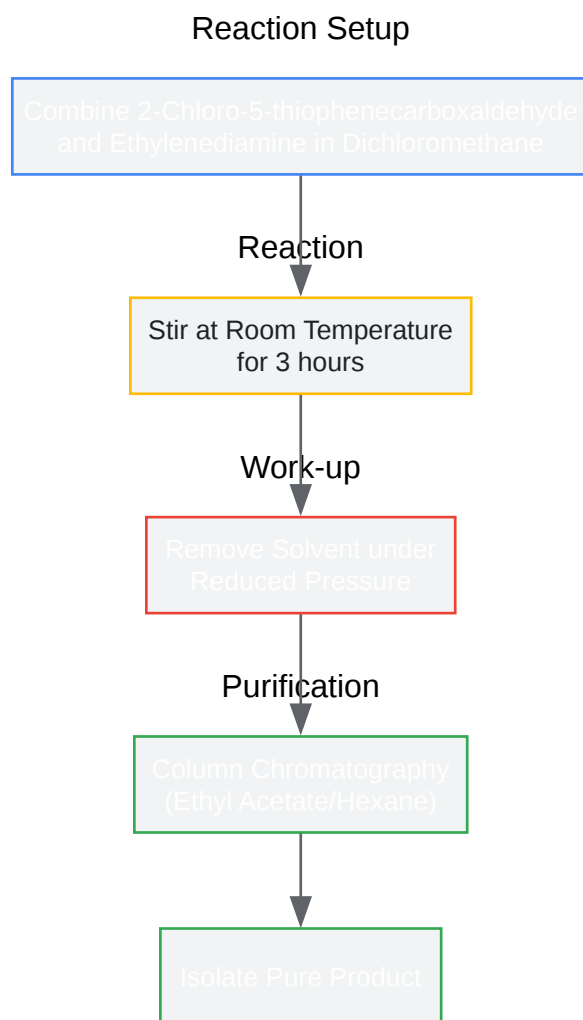 Reaction Setup
Combine 2-Chloro-5-thiophenecarboxaldehyde
and Ethylenediamine in Dichloromethane
Reaction
Stir at Room Temperature
for 3 hours
Work-up
Remove Solvent under
Reduced Pressure
Purification
Column Chromatography
(Ethyl Acetate/Hexane)
Isolate Pure Product